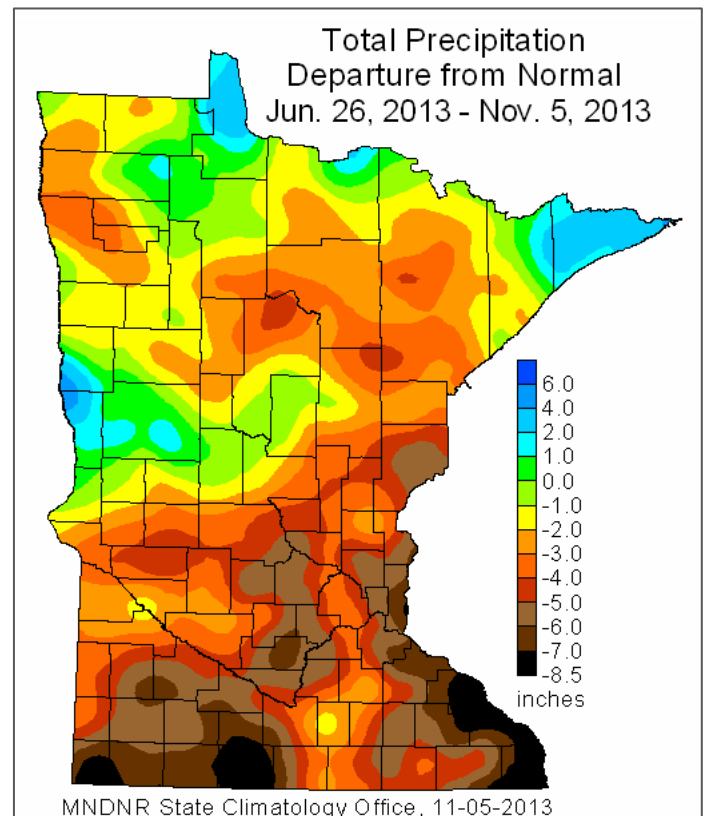 Total Precipitation
Departure from Normal
Jun. 26, 2013 - Nov. 5, 2013
6.0
4.0
2.0
1.0
0.0
-1.0
-2.0
-3.0
-4.0
-5.0
-6.0
-7.0
-8.5
inches
MNDNR State Climatology Office, 11-05-2013